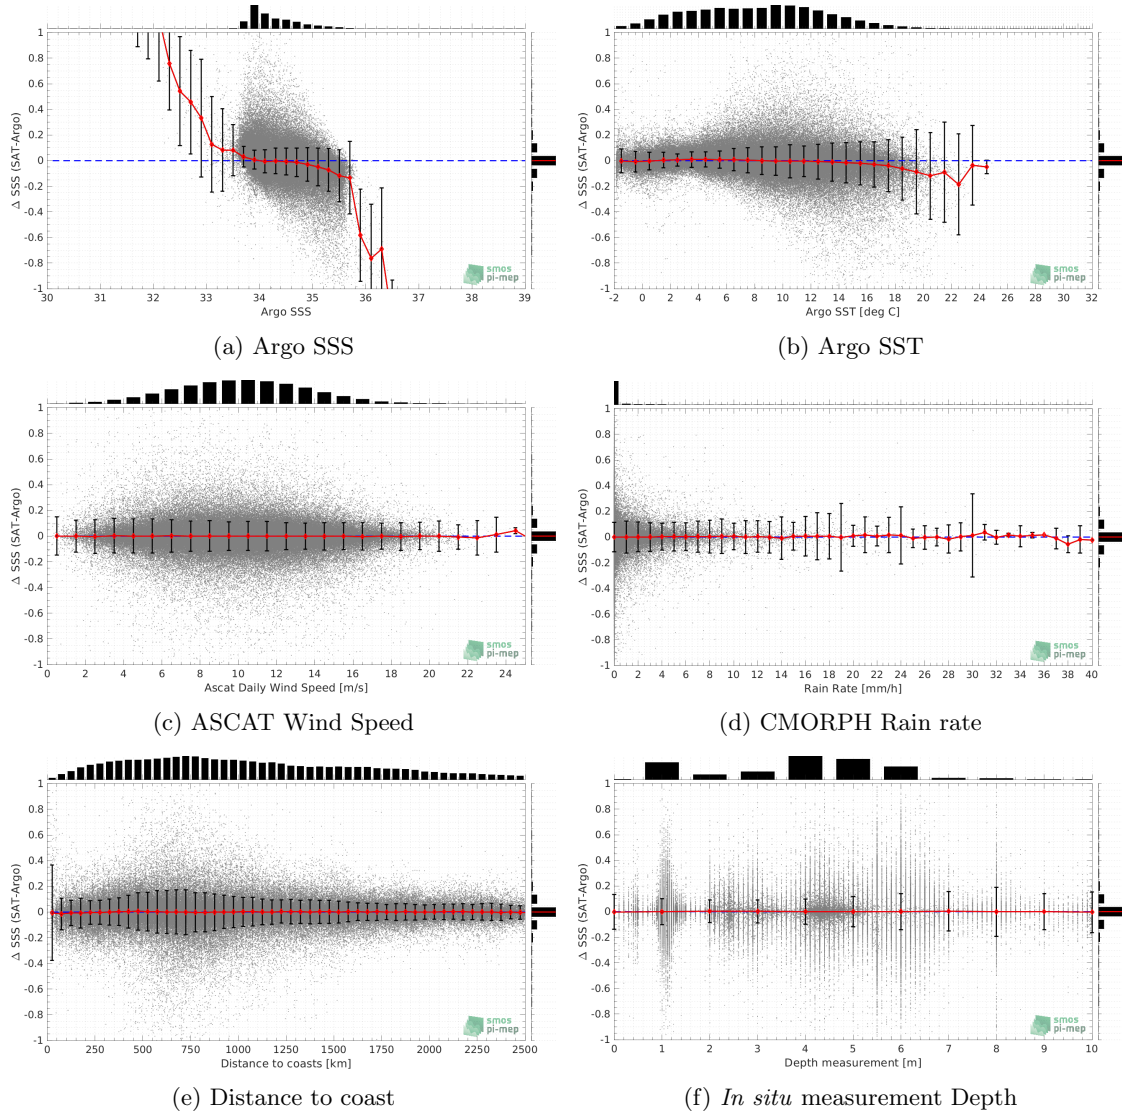 1
0.8
0.6
0.4
0.2
0
-0.2
-0.4
-0.6
-0.8
-1
Δ SSS (SAT-Argo)
30 31 32 33 34 35 36 37 38 39
Argo SSS
smos
pi-mep
(a) Argo SSS
1
0.8
0.6
0.4
0.2
0
-0.2
-0.4
-0.6
-0.8
-1
Δ SSS (SAT-Argo)
-2 0 2 4 6 8 10 12 14 16 18 20 22 24 26 28 30 32
Argo SST [deg C]
smos
pi-mep
(b) Argo SST
1
0.8
0.6
0.4
0.2
0
-0.2
-0.4
-0.6
-0.8
-1
Δ SSS (SAT-Argo)
0 2 4 6 8 10 12 14 16 18 20 22 24
Ascat Daily Wind Speed [m/s]
smos
pi-mep
(c) ASCAT Wind Speed
1
0.8
0.6
0.4
0.2
0
-0.2
-0.4
-0.6
-0.8
-1
Δ SSS (SAT-Argo)
0 2 4 6 8 10 12 14 16 18 20 22 24 26 28 30 32 34 36 38 40
Rain Rate [mm/h]
smos
pi-mep
(d) CMORPH Rain rate
1
0.8
0.6
0.4
0.2
0
-0.2
-0.4
-0.6
-0.8
-1
Δ SSS (SAT-Argo)
0 250 500 750 1000 1250 1500 1750 2000 2250 2500
Distance to coasts [km]
smos
pi-mep
(e) Distance to coast
1
0.8
0.6
0.4
0.2
0
-0.2
-0.4
-0.6
-0.8
-1
Δ SSS (SAT-Argo)
0 1 2 3 4 5 6 7 8 9 10
Depth measurement [m]
smos
pi-mep
(f) In situ measurement Depth